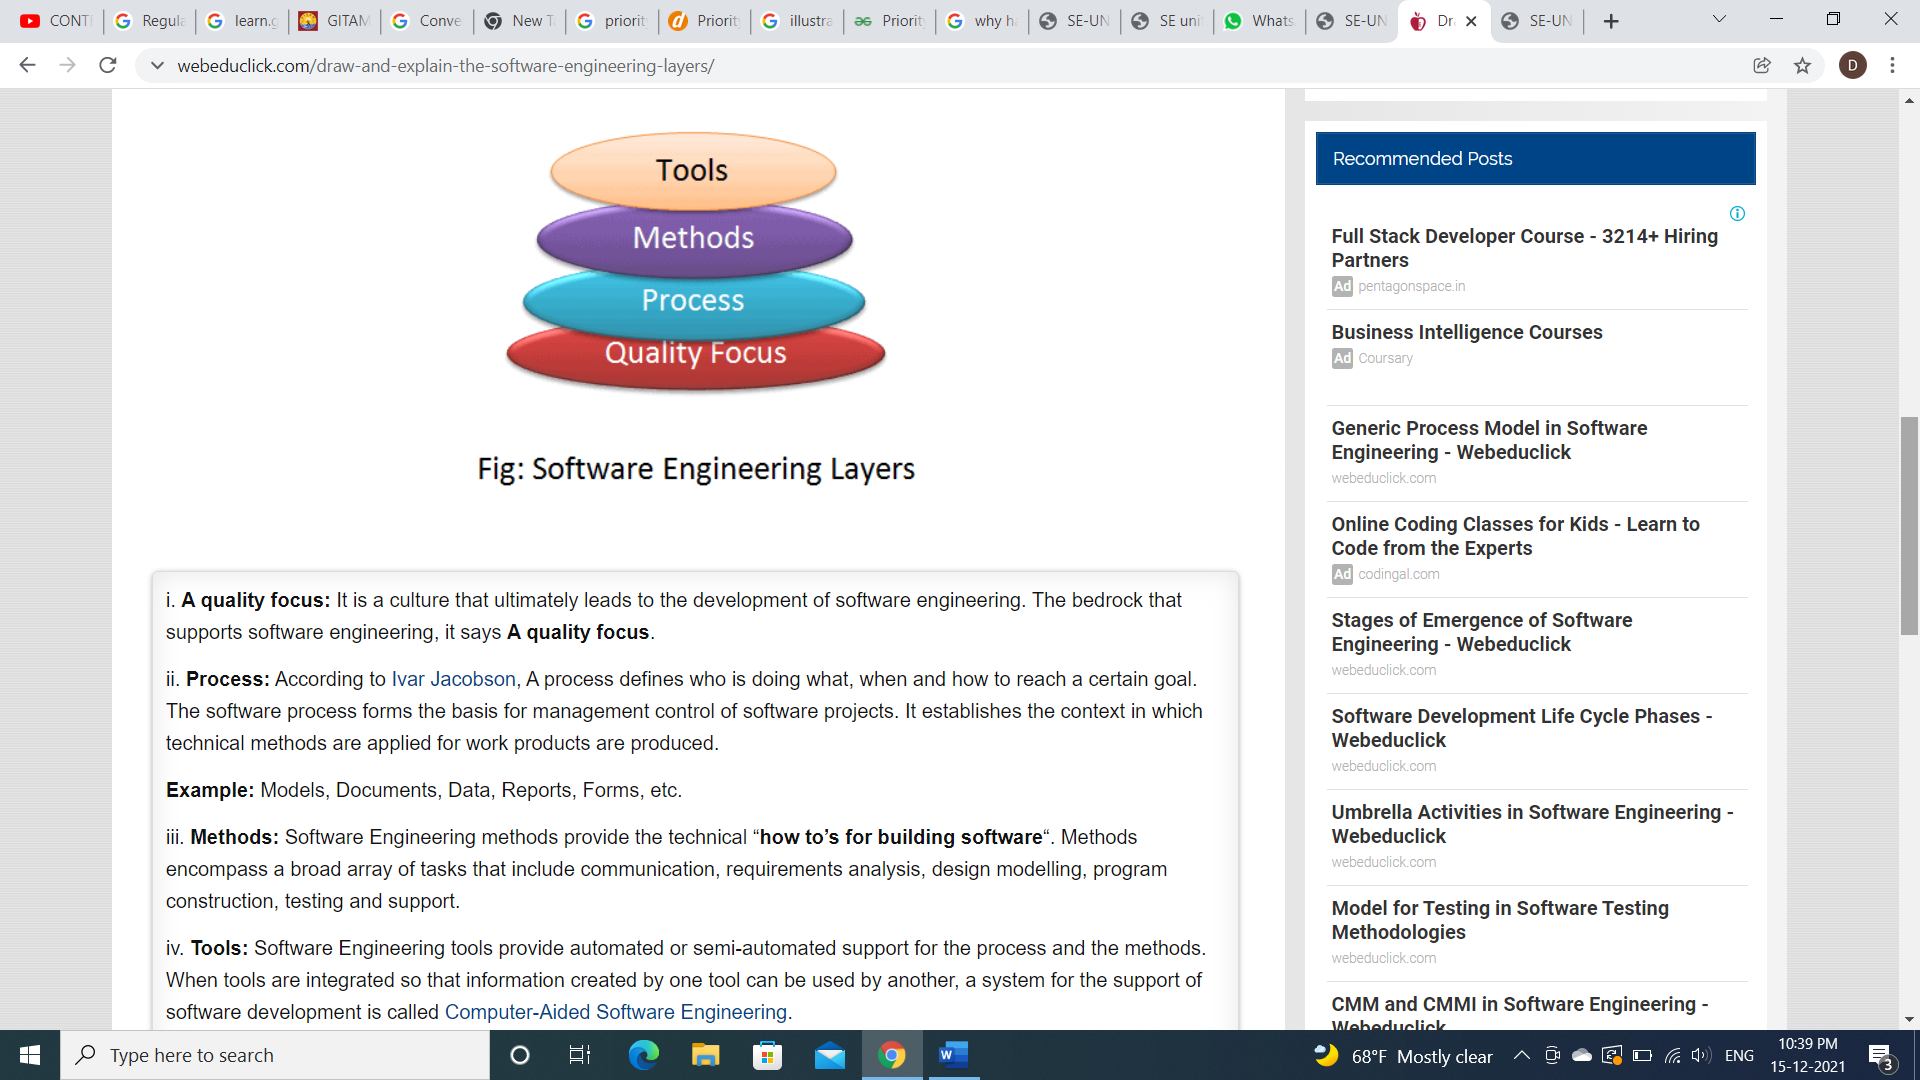 CONTI
Regula
learn.g
GITAM
Conve
New T
priorit
Priorit
illustra
Priorit
why ha
SE-UN
SE uni
Whats
SE-UN
Dra
SE-UN
webeduclick.com/draw-and-explain-the-software-engineering-layers/
D
Tools
Methods
Process
Quality Focus
Fig: Software Engineering Layers
i. A quality focus: It is a culture that ultimately leads to the development of software engineering. The bedrock that
supports software engineering, it says A quality focus.
ii. Process: According to Ivar Jacobson, A process defines who is doing what, when and how to reach a certain goal.
The software process forms the basis for management control of software projects. It establishes the context in which
technical methods are applied for work products are produced.
Example: Models, Documents, Data, Reports, Forms, etc.
iii. Methods: Software Engineering methods provide the technical “how to’s for building software“. Methods
encompass a broad array of tasks that include communication, requirements analysis, design modelling, program
construction, testing and support.
iv. Tools: Software Engineering tools provide automated or semi-automated support for the process and the methods.
When tools are integrated so that information created by one tool can be used by another, a system for the support of
software development is called Computer-Aided Software Engineering.
Recommended Posts
Full Stack Developer Course - 3214+ Hiring
Partners
Ad pentagonspace.in
Business Intelligence Courses
Ad Coursary
Generic Process Model in Software
Engineering - Webeduclick
webeduclick.com
Online Coding Classes for Kids - Learn to
Code from the Experts
Ad codingal.com
Stages of Emergence of Software
Engineering - Webeduclick
webeduclick.com
Software Development Life Cycle Phases -
Webeduclick
webeduclick.com
Umbrella Activities in Software Engineering -
Webeduclick
webeduclick.com
Model for Testing in Software Testing
Methodologies
webeduclick.com
CMM and CMMI in Software Engineering -
Webeduclick
Type here to search
68°F Mostly clear
ENG
10:39 PM
15-12-2021
3